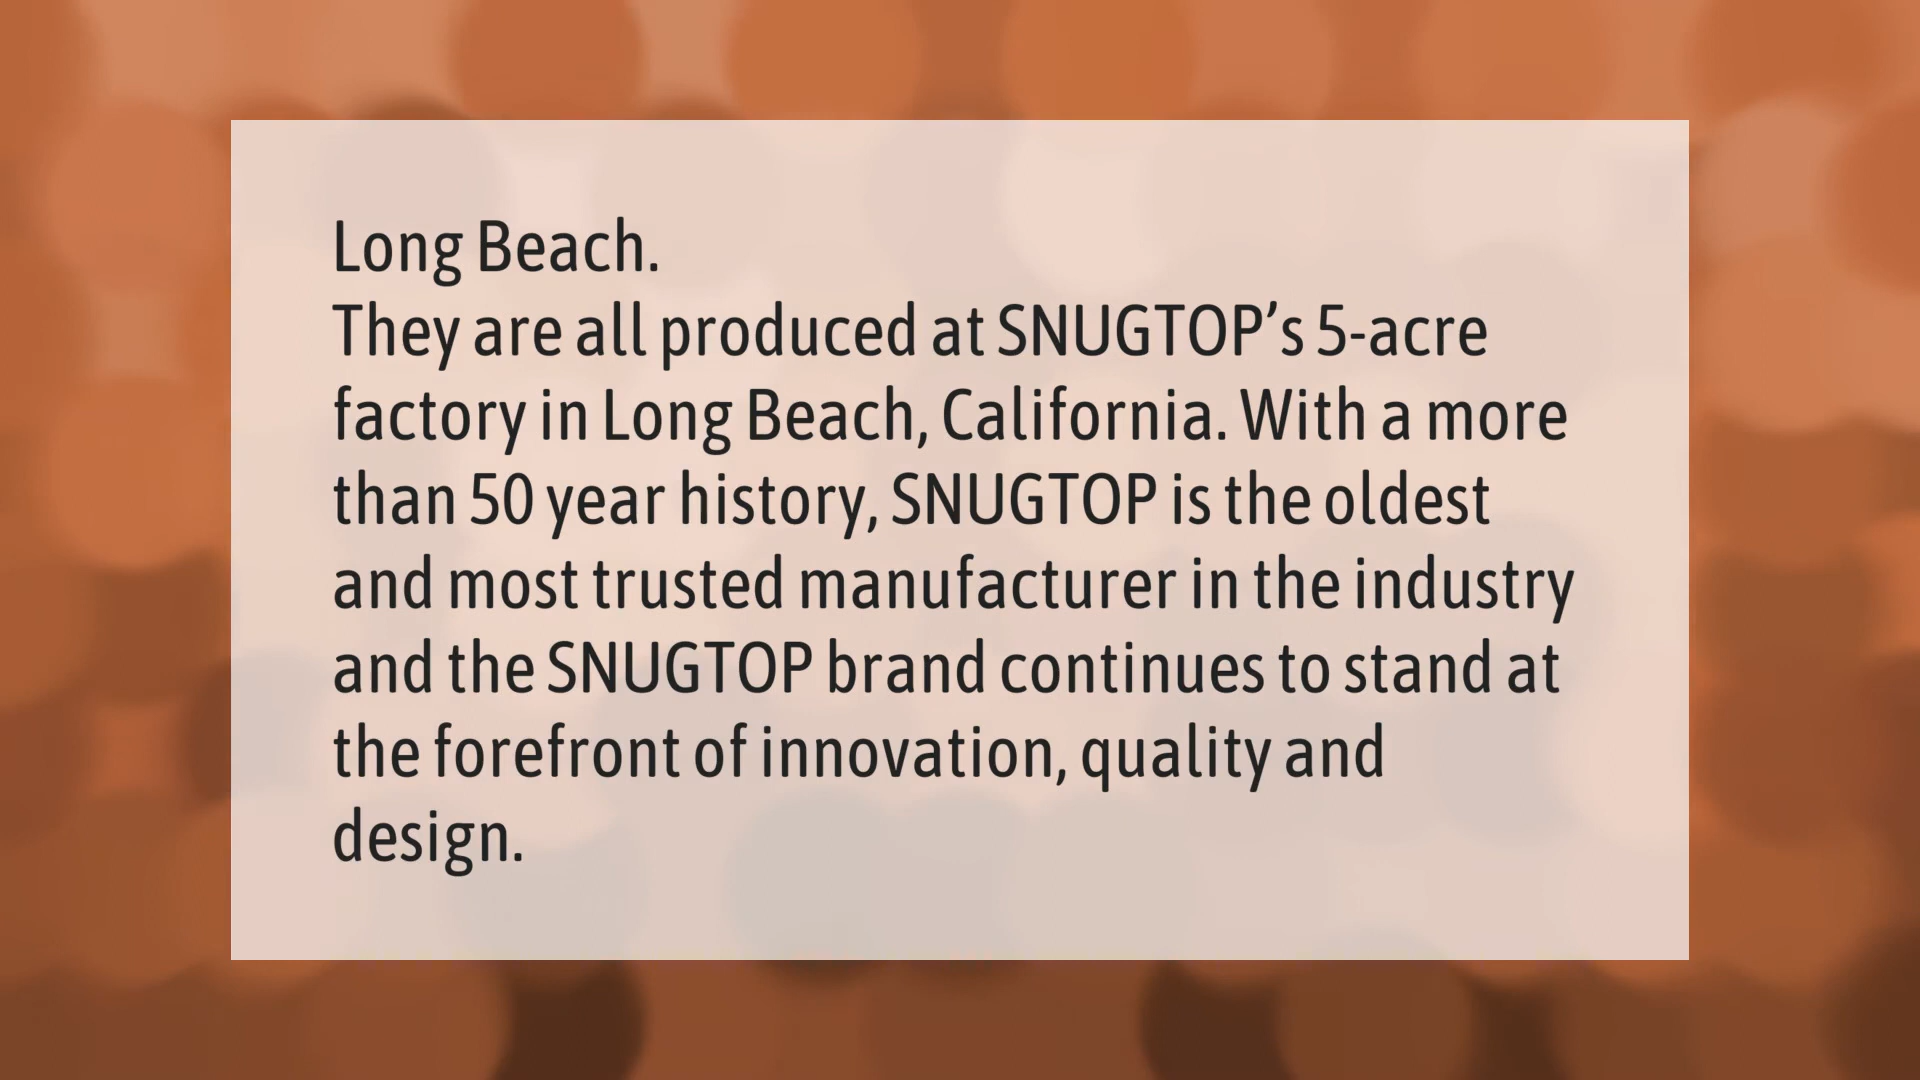 Long Beach.
They are all produced at SNUGTOP’s 5-acre
factory in Long Beach, California. With a more
than 50 year history, SNUGTOP is the oldest
and most trusted manufacturer in the industry
and the SNUGTOP brand continues to stand at
the forefront of innovation, quality and
design.